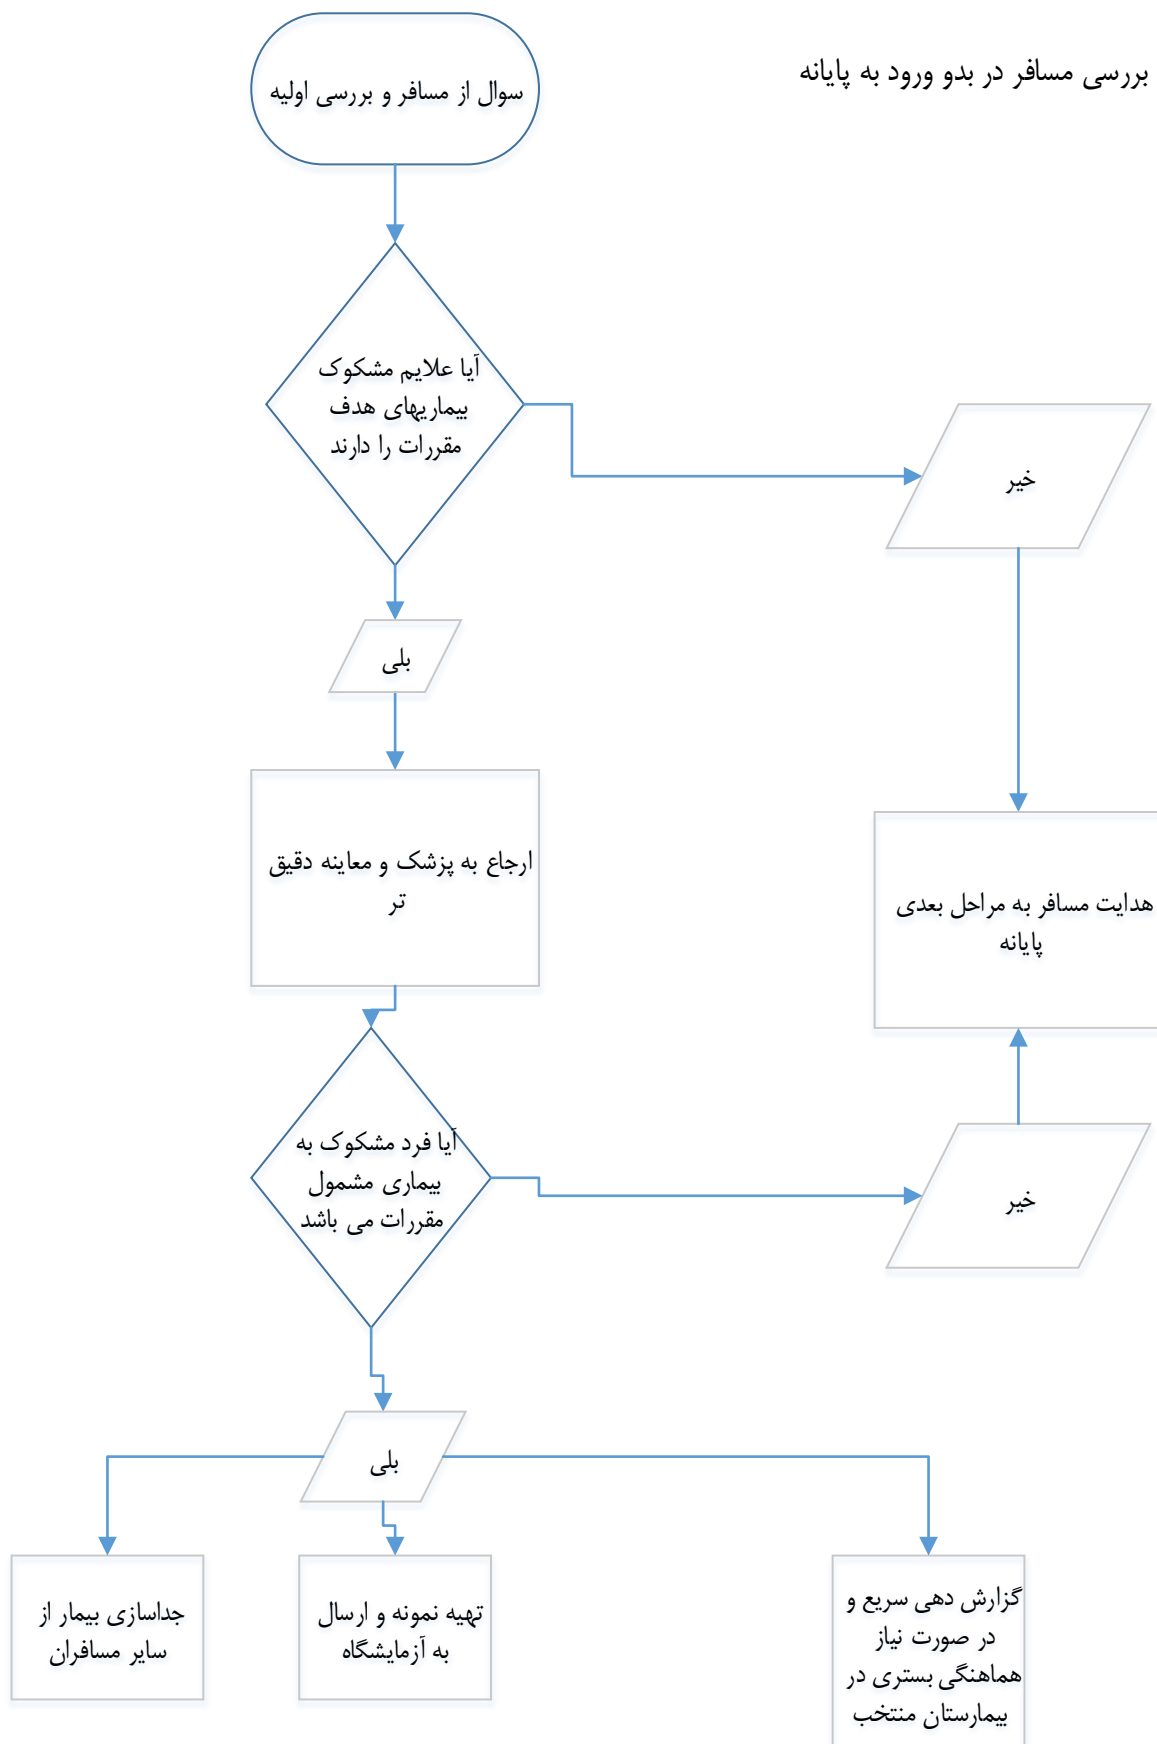 بررسی مسافر در بدو ورود به پایانه
سوال از مسافر و بررسی اولیه
آیا علایم مشکوک
بیماریهای هدف
مقررات را دارند
خیر
بلی
ارجاع به پزشک و معاینه دقیق
تر
هدایت مسافر به مراحل بعدی
پایانه
آیا فرد مشکوک به
بیماری مشمول
مقررات می باشد
خیر
بلی
گزارش دهی سریع و
در صورت نیاز
هماهنگی بستری در
بیمارستان منتخب
تهیه نمونه و ارسال
به آزمایشگاه
جداسازی بیمار از
سایر مسافران